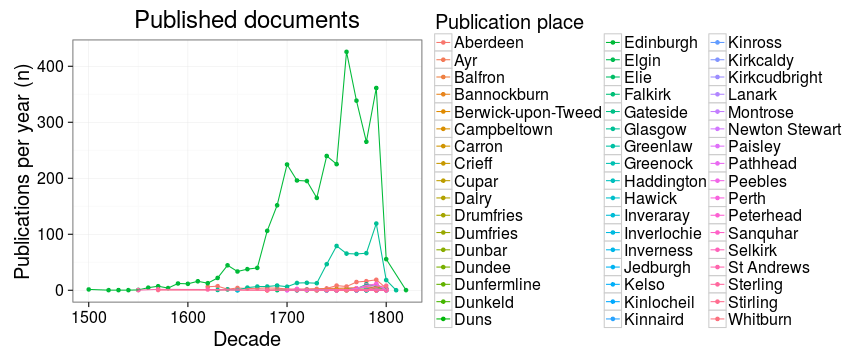 Published documents
Publications per year (n)
400
300
200
100
0
1500
1600
1700
1800
Decade
Publication place
Aberdeen
Ayr
Balfron
Bannockburn
Berwick-upon-Tweed
Campbeltown
Carron
Crieff
Cupar
Dalry
Drumfries
Dumfries
Dunbar
Dundee
Dunfermline
Dunkeld
Duns
Edinburgh
Elgin
Elie
Falkirk
Gateside
Glasgow
Greenlaw
Greenock
Haddington
Hawick
Inveraray
Inverlochie
Inverness
Jedburgh
Kelso
Kinlocheil
Kinnaird
Kinross
Kirkcaldy
Kirkcudbright
Lanark
Montrose
Newton Stewart
Paisley
Pathhead
Peebles
Perth
Peterhead
Sanquhar
Selkirk
St Andrews
Sterling
Stirling
Whitburn